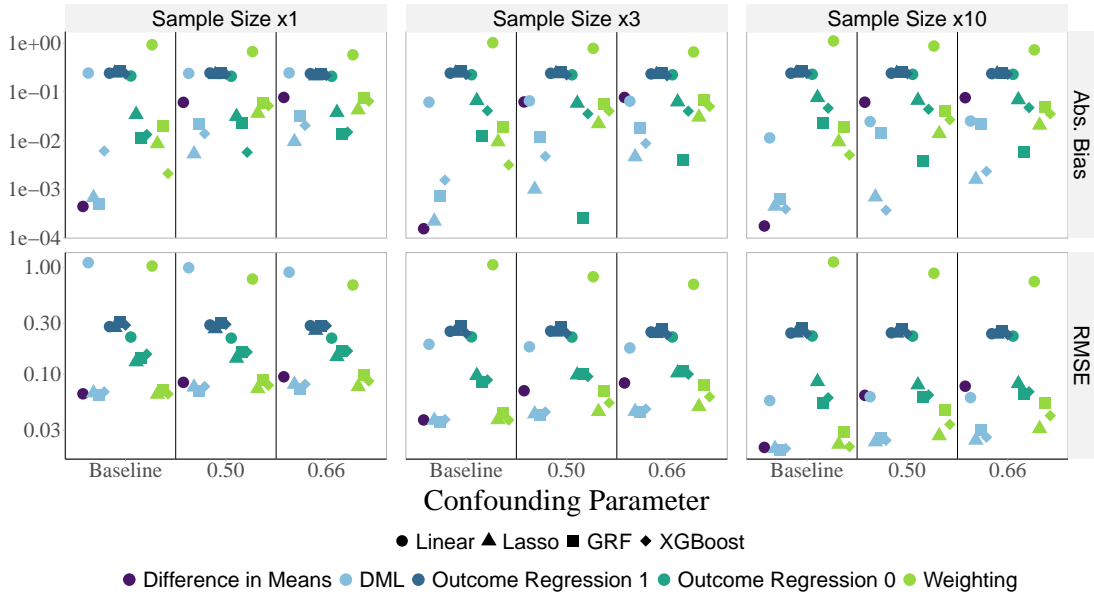 Sample Size x1
Sample Size x3
Sample Size x10
1e+00
1e−01
1e−02
1e−03
1e−04
Abs. Bias
1.00
0.30
0.10
0.03
RMSE
Baseline 0.50 0.66
Baseline 0.50 0.66
Baseline 0.50 0.66
Confounding Parameter
Linear Lasso GRF XGBoost
Difference in Means DML Outcome Regression 1 Outcome Regression 0 Weighting